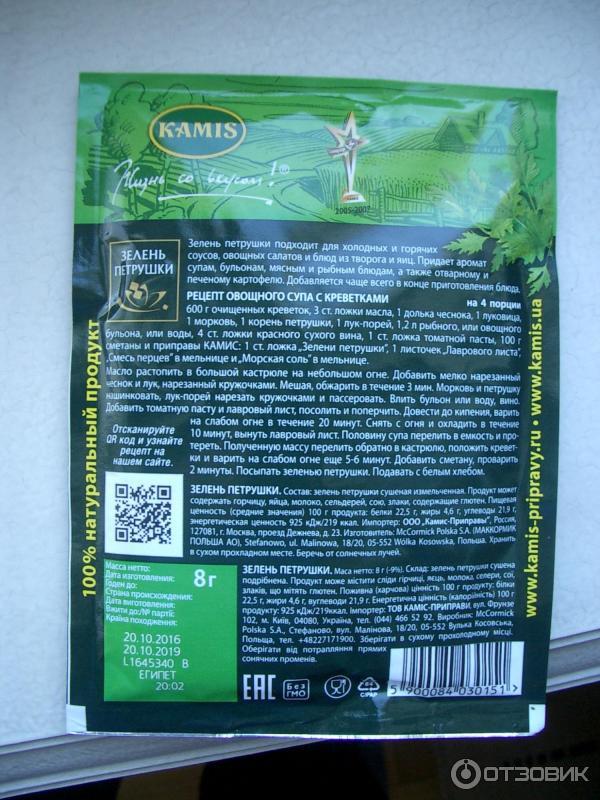 KAMIS
Жизнь со вкусом!®
2005-2007
ЗЕЛЕНЬ
ПЕТРУШКИ
Зелень петрушки подходит для холодных и горячих
соусов, овощных салатов и блюд из творога и яиц. Придает аромат
супам, бульонам, мясным и рыбным блюдам, а также отварному и
печеному картофелю. Добавляется чаще всего в конце приготовления блюда.
РЕЦЕПТ ОВОЩНОГО СУПА С КРЕВЕТКАМИ на 4 порции
600 г очищенных креветок, 3 ст. ложки масла, 1 долька чеснока, 1 луковица,
1 морковь, 1 корень петрушки, 1 лук-порей, 1,2 л рыбного, или овощного
бульона, или воды, 4 ст. ложки красного сухого вина, 1 ст. ложка томатной пасты, 100 г
сметаны и приправы КАМИС: 1 ст. ложка „Зелени петрушки", 1 листочек „Лаврового листа",
„Смесь перцев" в мельнице и „Морская соль" в мельнице.
Масло растопить в большой кастрюле на небольшом огне. Добавить мелко нарезанный
чеснок и лук, нарезанный кружочками. Мешая, обжарить в течение 3 мин. Морковь и петрушку
нашинковать, лук-порей нарезать кружочками и пассеровать. Влить бульон или воду, вино.
Добавить томатную пасту и лавровый лист, посолить и поперчить. Довести до кипения, варить
на слабом огне в течение 20 минут. Снять с огня и охладить в течение
10 минут, вынуть лавровый лист. Половину супа перелить в емкость и про-
тереть. Полученную массу перелить обратно в кастрюлю, положить кревет-
ки и варить на слабом огне еще 5-6 минут. Добавить сметану, проварить
2 минуты. Посыпать зеленью петрушки. Подавать с белым хлебом.
Отсканируйте
QR код и узнайте
рецепт на
нашем сайте.
100% натуральный продукт
www.kamis-pripravy.ru • www.kamis.ua
ЗЕЛЕНЬ ПЕТРУШКИ. Состав: зелень петрушки сушеная измельченная. Продукт может
содержать горчицу, яйца, молоко, сельдерей, сою, злаки, содержащие глютен. Пищевая
ценность (средние значения) 100 г продукта: белки 22,5 г, жиры 4,6 г, углеводы 21,9 г,
энергетическая ценность 925 кДж/219 ккал. Импортер: ООО „Камис-Приправы", Россия,
127081, г. Москва, проезд Дежнева, д. 23. Изготовитель: McCormick Polska S.A. (МАККОРМИК
ПОЛЬША АО), Stefanowo, ul. Malinowa, 18/20, 05-552 Wólka Kosowska, Польша. Хранить
в сухом прохладном месте. Беречь от солнечных лучей.
Масса нетто:
Дата изготовления:
Годен до:
Страна происхождения:
Дата виготовлення:
Вжити до/№ партії:
Країна походження:
8г
20.10.2016
20.10.2019
L1645340 B
ЕГИПЕТ
20:02
ЗЕЛЕНЬ ПЕТРУШКИ. Маса нетто: 8 г (-9%). Склад: зелень петрушки сушена
подрібнена. Продукт може містити сліди гірчиці, яєць, молока, селери, сої,
злаків, що мітять глютен. Поживна (харчова) цінність 100 г продукту: білки
22,5 г, жири 4,6 г, вуглеводи 21,9 г. Енергетична цінність (калорійність) 100 г
продукту: 925 кДж/219ккал. Імпортер: ТОВ КАМІС-ПРИПРАВИ, вул. Фрунзе
102, м. Київ, 04080, Україна, тел. (044) 466 52 92. Виробник: McCormick
Polska S.A., Стефаново, вул. Малінова, 18/20, 05-552 Вулька Косовська,
Польща, тел. +48227171900. Зберігати в сухому прохолодному місці.
Оберігати від потрапляння прямих
сонячних променів.
EAC
Без
ГМО
C/PAP
5 900084 030151 >
ОТЗОВИК